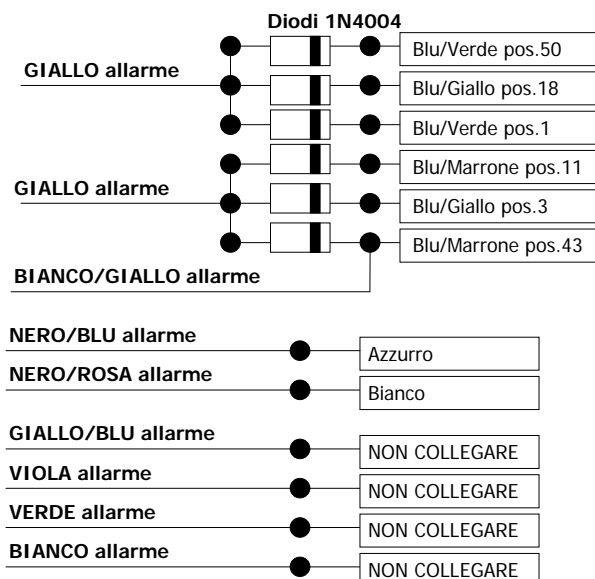 Diodi 1N4004
Blu/Verde pos.50
GIALLO allarme
Blu/Giallo pos.18
Blu/Verde pos.1
Blu/Marrone pos.11
GIALLO allarme
Blu/Giallo pos.3
Blu/Marrone pos.43
BIANCO/GIALLO allarme
NERO/BLU allarme
Azzurro
NERO/ROSA allarme
Bianco
GIALLO/BLU allarme
NON COLLEGARE
VIOLA allarme
NON COLLEGARE
VERDE allarme
NON COLLEGARE
BIANCO allarme
NON COLLEGARE